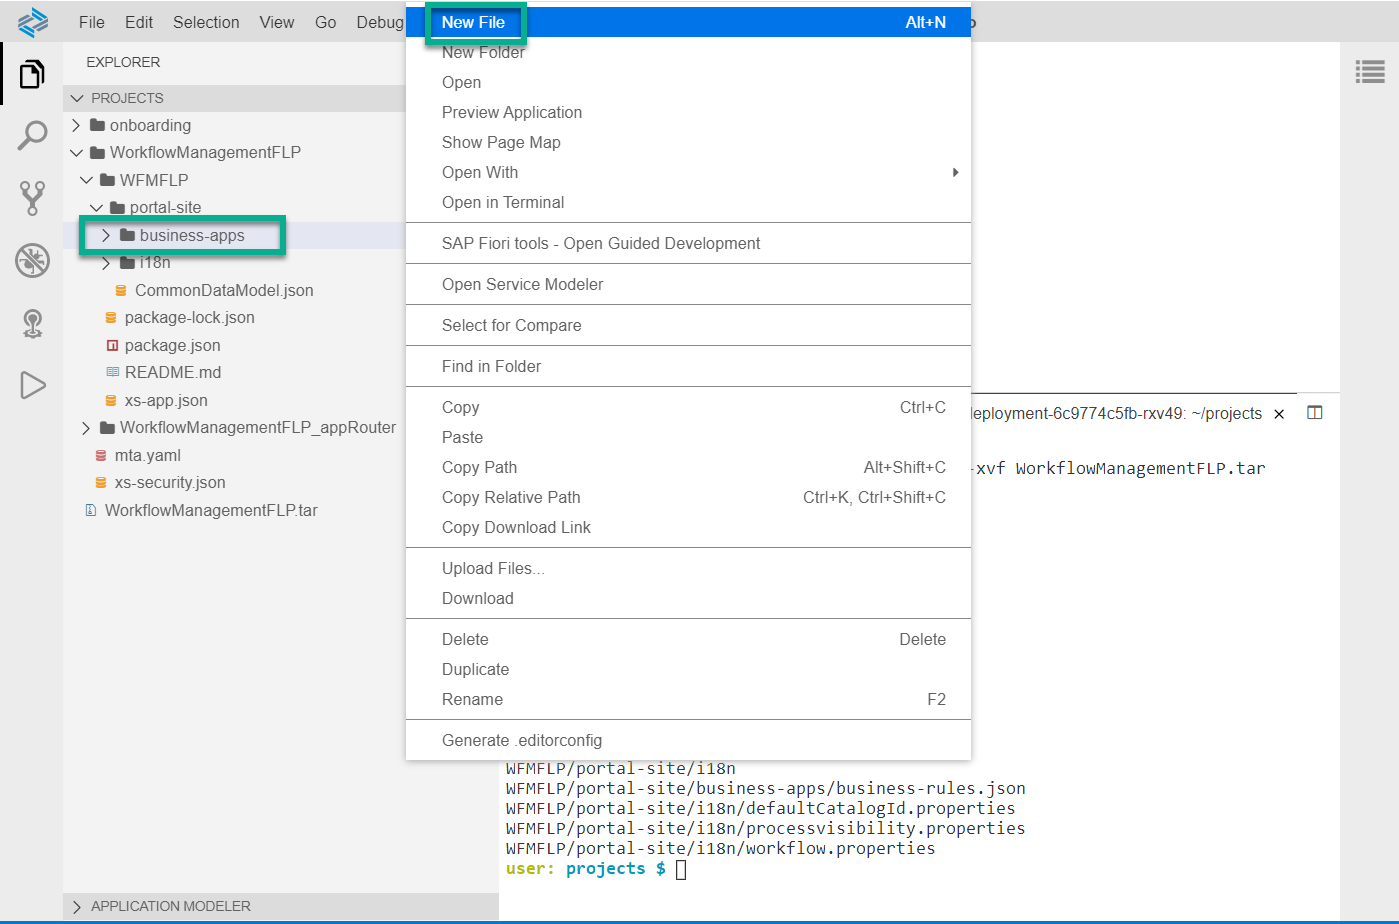 File Edit Selection View Go Debug
EXPLORER
PROJECTS
onboarding
WorkflowManagementFLP
WFMFLP
portal-site
business-apps
i18n
CommonDataModel.json
package-lock.json
package.json
README.md
xs-app.json
WorkflowManagementFLP_appRouter
mta.yaml
xs-security.json
WorkflowManagementFLP.tar
APPLICATION MODELER
New File Alt+N
New Folder
Open
Preview Application
Show Page Map
Open With
Open in Terminal
SAP Fiori tools - Open Guided Development
Open Service Modeler
Select for Compare
Find in Folder
Copy Ctrl+C
Paste
Copy Path Alt+Shift+C
Copy Relative Path Ctrl+K, Ctrl+Shift+C
Copy Download Link
Upload Files...
Download
Delete Delete
Duplicate
Rename F2
Generate .editorconfig
eployment-6c9774c5fb-rxv49: ~/projects
-xvf WorkflowManagementFLP.tar
WFMFLP/portal-site/i18n
WFMFLP/portal-site/business-apps/business-rules.json
WFMFLP/portal-site/i18n/defaultCatalogId.properties
WFMFLP/portal-site/i18n/processvisibility.properties
WFMFLP/portal-site/i18n/workflow.properties
user: projects $